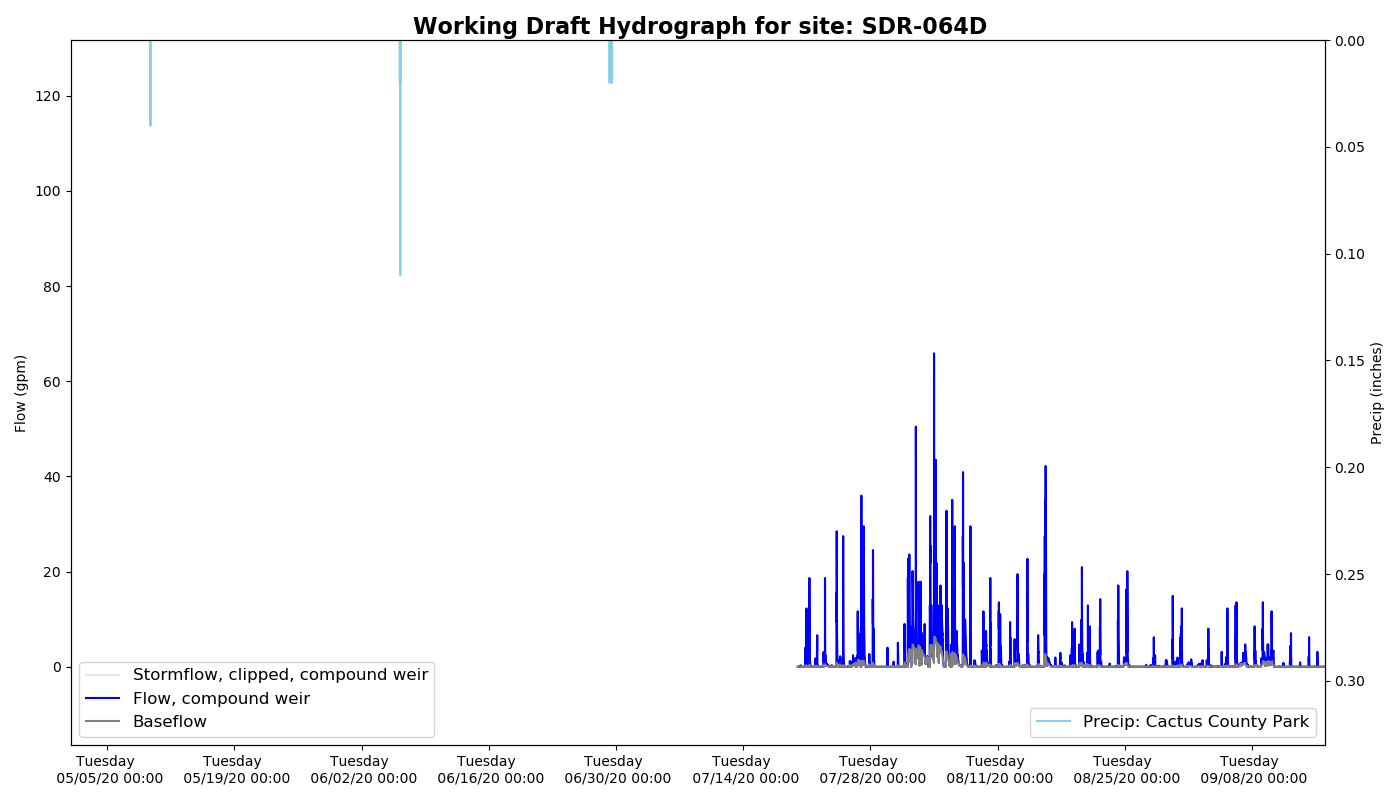 Working Draft Hydrograph for site: SDR-064D
120
100
80
60
40
20
0
Flow (gpm)
0.00
0.05
0.10
0.15
0.20
0.25
0.30
Precip (inches)
Stormflow, clipped, compound weir
Flow, compound weir
Baseflow
Precip: Cactus County Park
Tuesday
05/05/20 00:00
Tuesday
05/19/20 00:00
Tuesday
06/02/20 00:00
Tuesday
06/16/20 00:00
Tuesday
06/30/20 00:00
Tuesday
07/14/20 00:00
Tuesday
07/28/20 00:00
Tuesday
08/11/20 00:00
Tuesday
08/25/20 00:00
Tuesday
09/08/20 00:00